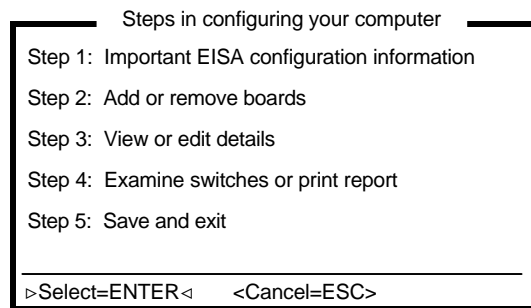 Steps in configuring your computer
Step 1: Important EISA configuration information
Step 2: Add or remove boards
Step 3: View or edit details
Step 4: Examine switches or print report
Step 5: Save and exit
▹Select=ENTER◃ <Cancel=ESC>